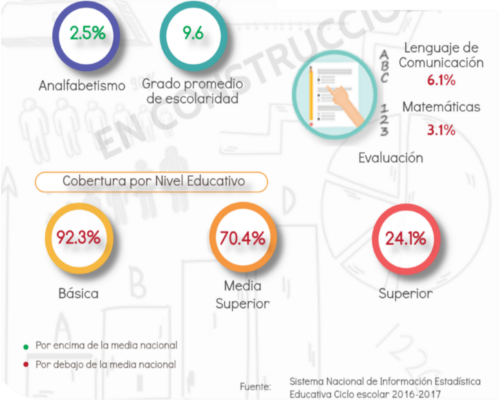 2.5%
9.6
Analfabetismo
Grado promedio
de escolaridad
EN CONSTRUCCIÓN
A
B
C
1
2
3
Lenguaje de
Comunicación
6.1%
Matemáticas
3.1%
Evaluación
Cobertura por Nivel Educativo
92.3%
70.4%
24.1%
Básica
Media
Superior
Superior
A
B
D
1226
Por encima de la media nacional
Por debajo de la media nacional
Fuente:
Sistema Nacional de Información Estadística
Educativa Ciclo escolar 2016-2017